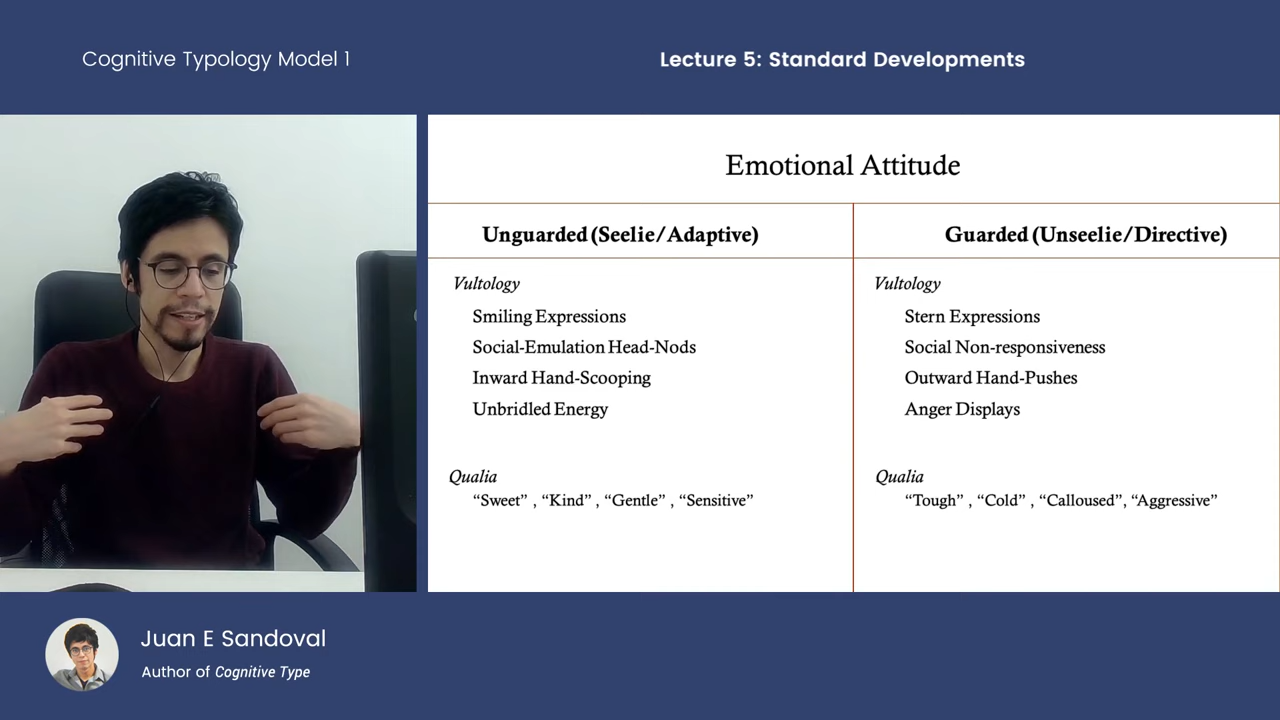 Cognitive Typology Model 1
Lecture 5: Standard Developments
Emotional Attitude
Unguarded (Seelie/Adaptive)
Vultology
Smiling Expressions
Social-Emulation Head-Nods
Inward Hand-Scooping
Unbridled Energy
Qualia
“Sweet” , “Kind” , “Gentle” , “Sensitive”
Guarded (Unseelie/Directive)
Vultology
Stern Expressions
Social Non-responsiveness
Outward Hand-Pushes
Anger Displays
Qualia
“Tough” , “Cold” , “Calloused”, “Aggressive”
Juan E Sandoval
Author of Cognitive Type